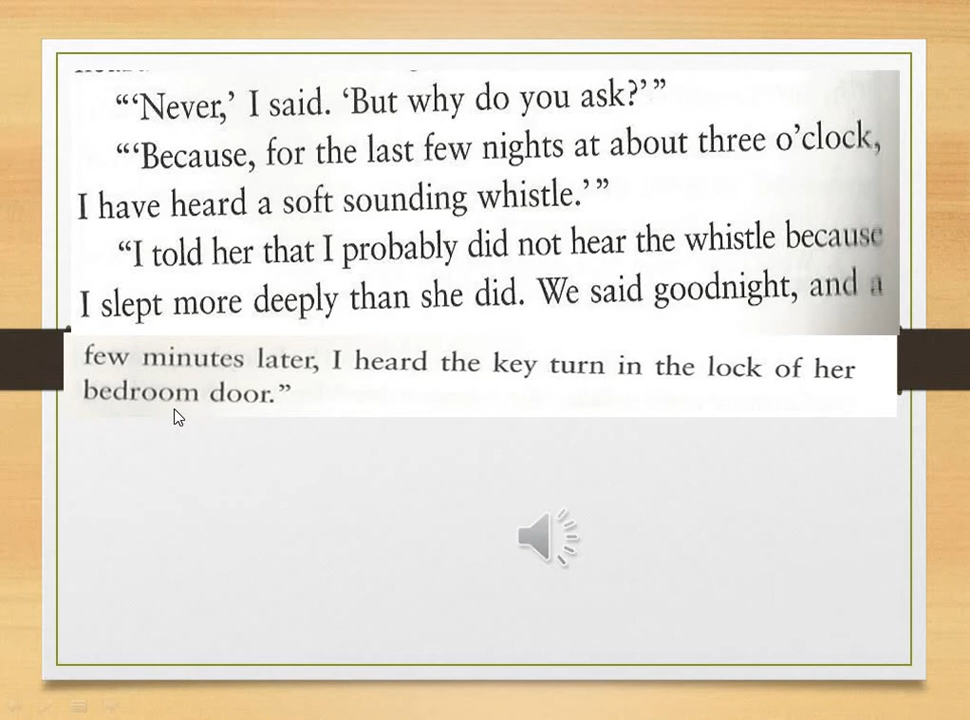 “‘Never,’ I said. ‘But why do you ask?’”
“‘Because, for the last few nights at about three o’clock,
I have heard a soft sounding whistle.’”
“I told her that I probably did not hear the whistle because
I slept more deeply than she did. We said goodnight, and a
few minutes later, I heard the key turn in the lock of her
bedroom door.”